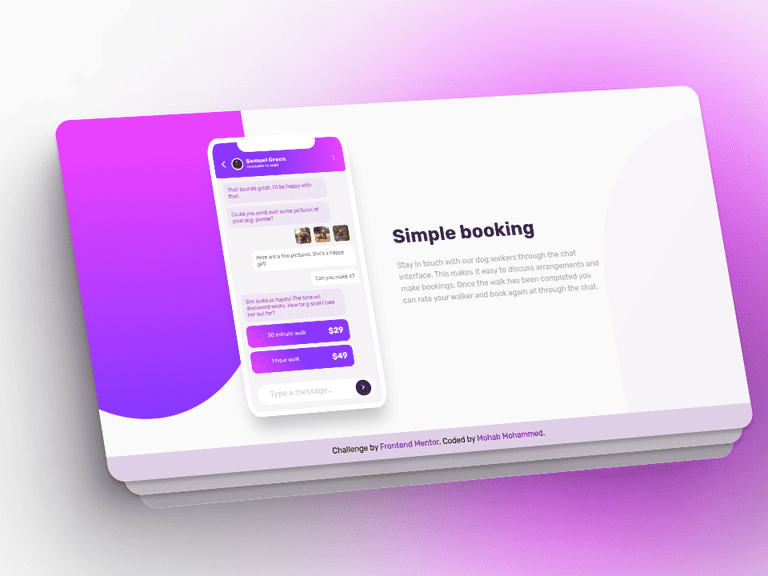 Samuel Green
Available to Walk
That sounds great. I'd be happy with
that.
Could you send over some pictures of
your dog, please?
Here are a few pictures. She's a happy
girl!
Can you make it?
She looks so happy! The time we
discussed works. How long shall I take
her out for?
30 minute walk $29
1 hour walk $49
Type a message…
Simple booking
Stay in touch with our dog walkers through the chat
interface. This makes it easy to discuss arrangements and
make bookings. Once the walk has been completed you
can rate your walker and book again all through the chat.
Challenge by Frontend Mentor. Coded by Mohab Mohammed.